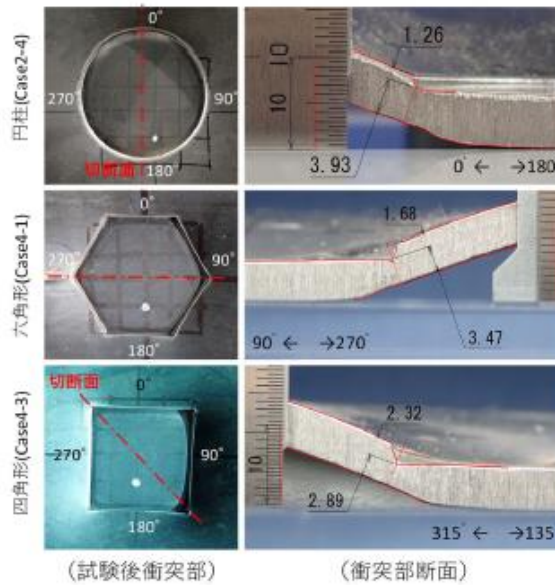 円柱(Case2-4)
0°
270°
90°
切断面
180
10
10
1.26
3.93
0° ← →180
六角形(Case4-1)
0°
270°
90°
180°
1.68
3.47
90° ← →270°
四角形(Case4-3)
切断面
0°
270°
90°
180°
10
2.32
2.89
315° ← →135
（試験後衝突部）
（衝突部断面）